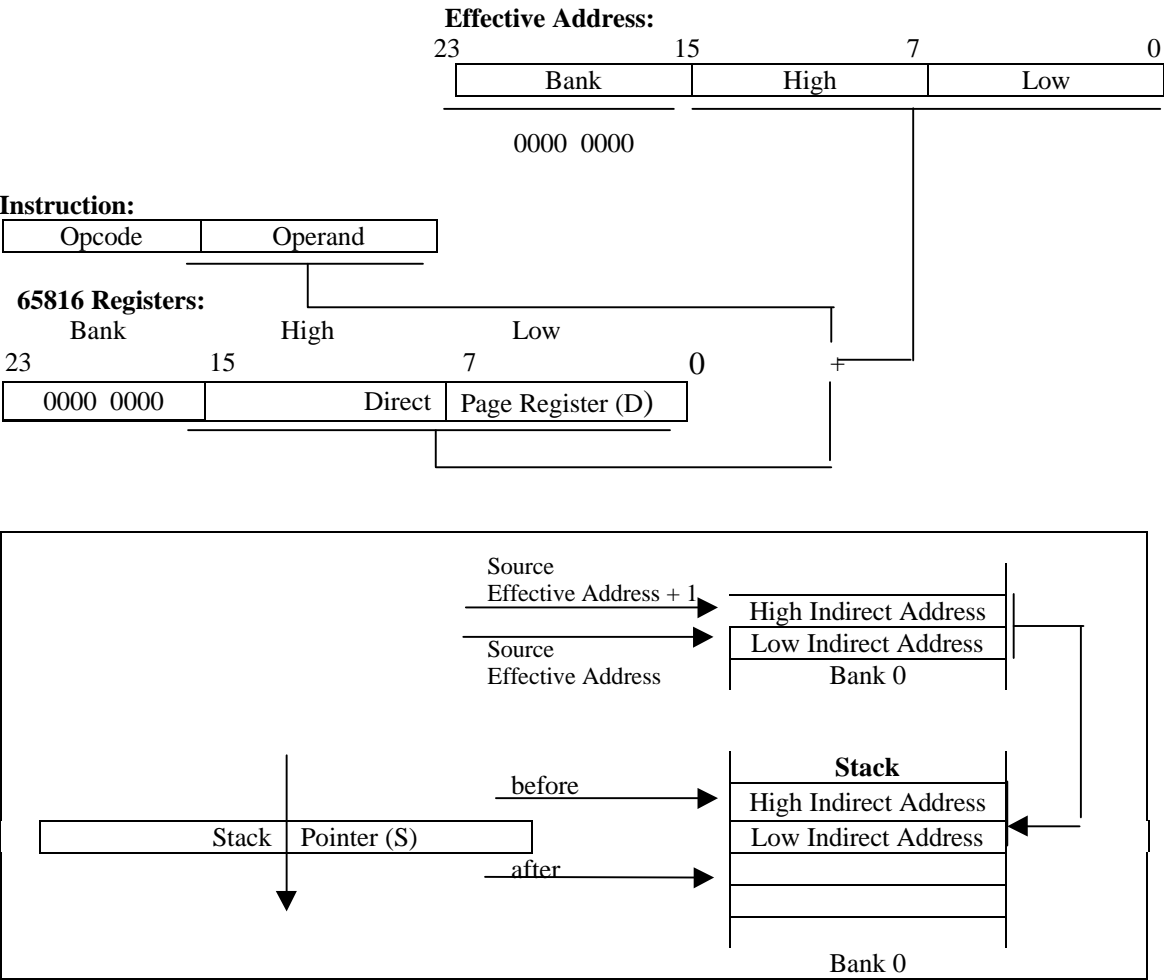 Effective Address:
23 15 7 0
Bank High Low
0000 0000
Instruction:
Opcode Operand
65816 Registers:
Bank High Low
23 15 7 0 +
0000 0000 Direct Page Register (D)
Source
Effective Address + 1
High Indirect Address
Low Indirect Address
Source
Effective Address
Bank 0
Stack
before
High Indirect Address
Stack Pointer (S)
Low Indirect Address
after
Bank 0